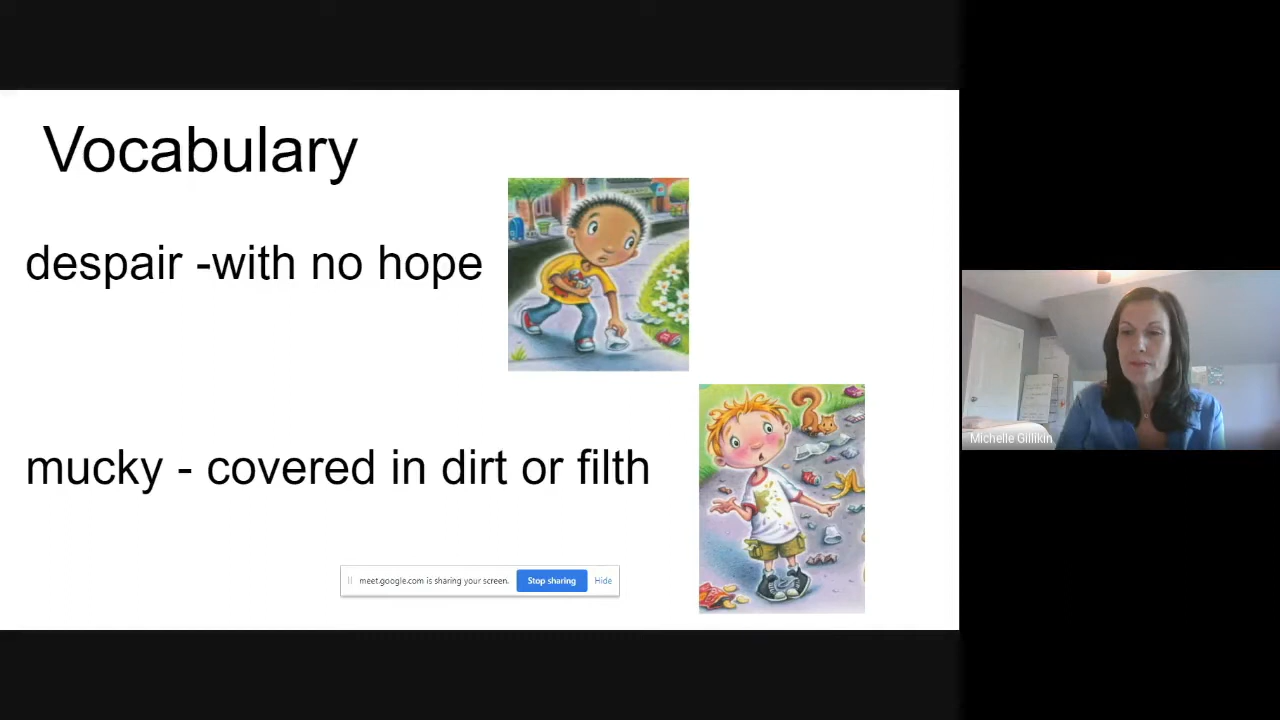 Vocabulary
despair -with no hope
mucky - covered in dirt or filth
meet.google.com is sharing your screen. Stop sharing Hide
Michelle Gillikin